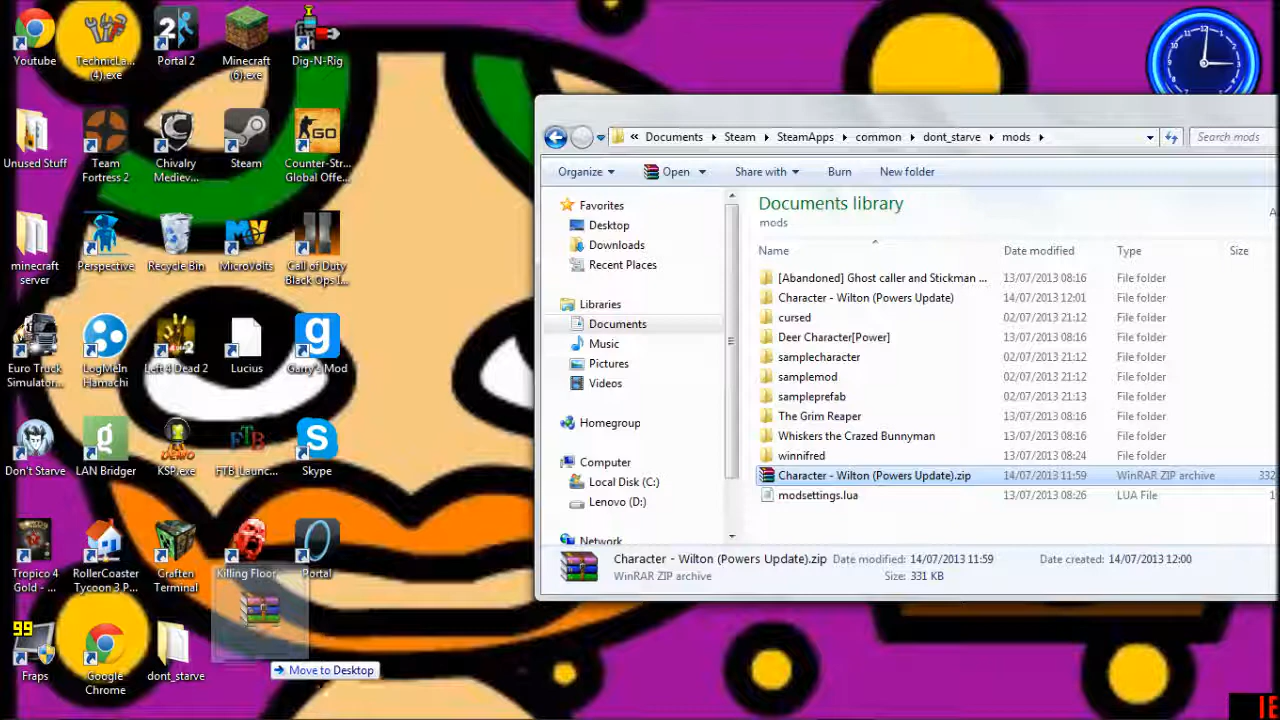 Youtube
TechnicLa...
(4).exe
Portal 2
Minecraft
(6).exe
Dig-N-Rig
Unused Stuff
Team
Fortress 2
Chivalry
Mediev...
Steam
Counter-Str...
Global Offe...
minecraft
server
Perspective
Recycle Bin
MicroVolts
Call of Duty
Black Ops I...
Euro Truck
Simulator...
LogMeIn
Hamachi
Left 4 Dead 2
Lucius
Garry's Mod
Don't Starve
LAN Bridger
KSP.exe
FTB_Launc...
Skype
Tropico 4
Gold - ...
RollerCoaster
Tycoon 3 P...
Graften
Terminal
Killing Floor
Portal
99
Fraps
Google
Chrome
dont_starve
Move to Desktop
« Documents Steam SteamApps common dont_starve mods
Search mods
Organize Open Share with Burn New folder
Favorites
Desktop
Downloads
Recent Places
Libraries
Documents
Music
Pictures
Videos
Homegroup
Computer
Local Disk (C:)
Lenovo (D:)
Network
Documents library
mods
Name Date modified Type Size
[Abandoned] Ghost caller and Stickman ... 13/07/2013 08:16 File folder
Character - Wilton (Powers Update) 14/07/2013 12:01 File folder
cursed 02/07/2013 21:12 File folder
Deer Character[Power] 13/07/2013 08:16 File folder
samplecharacter 02/07/2013 21:12 File folder
samplemod 02/07/2013 21:12 File folder
sampleprefab 02/07/2013 21:13 File folder
The Grim Reaper 13/07/2013 08:16 File folder
Whiskers the Crazed Bunnyman 13/07/2013 08:16 File folder
winnifred 13/07/2013 08:24 File folder
Character - Wilton (Powers Update).zip 14/07/2013 11:59 WinRAR ZIP archive 332
modsettings.lua 13/07/2013 08:26 LUA File 1
Character - Wilton (Powers Update).zip Date modified: 14/07/2013 11:59 Date created: 14/07/2013 12:00
WinRAR ZIP archive Size: 331 KB